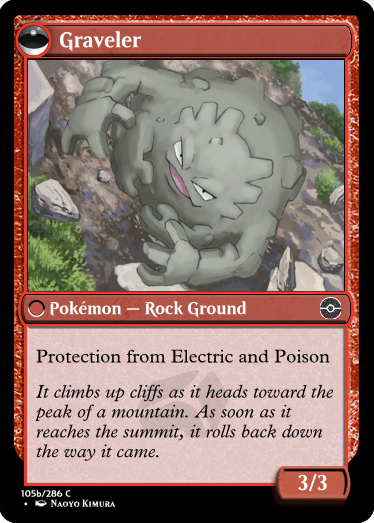 Graveler
Pokémon — Rock Ground
Protection from Electric and Poison
It climbs up cliffs as it heads toward the
peak of a mountain. As soon as it
reaches the summit, it rolls back down
the way it came.
3/3
105b/286 C
• Naoyo Kimura